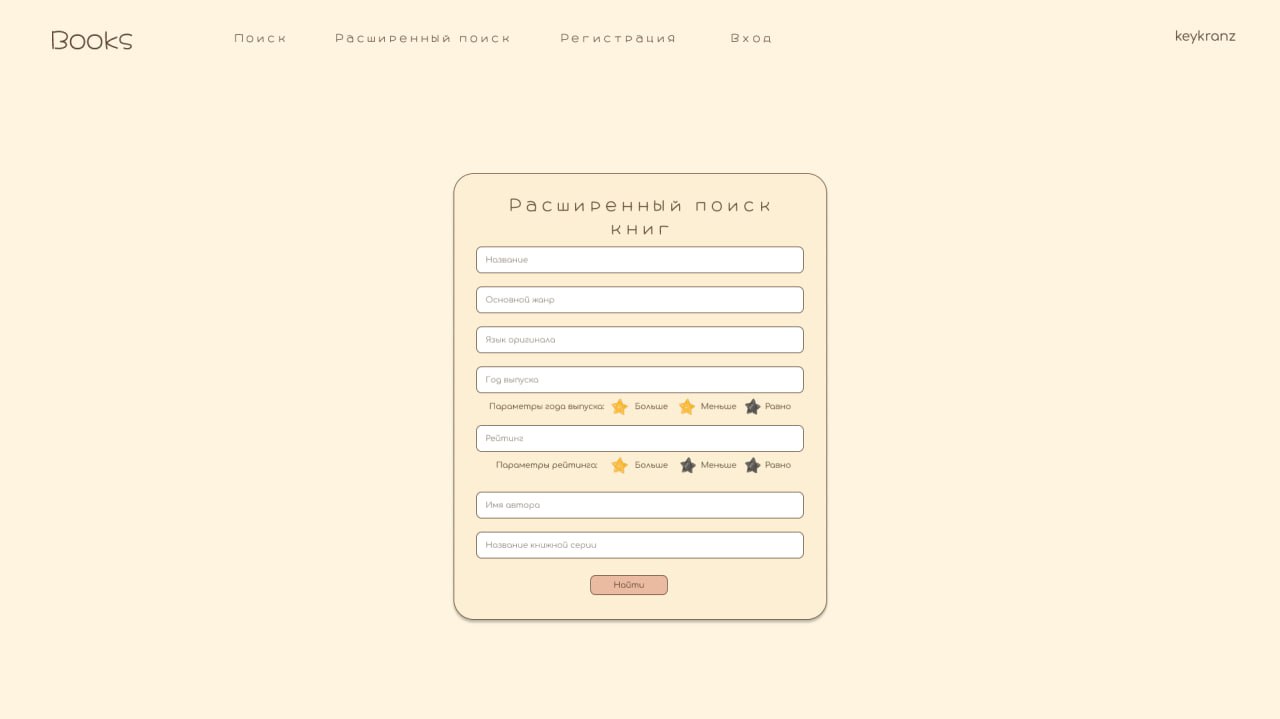 Books
Поиск
Расширенный поиск
Регистрация
Вход
keykranz
Расширенный поиск
книг
Название
Основной жанр
Язык оригинала
Год выпуска
Параметры года выпуска: Больше Меньше Равно
Рейтинг
Параметры рейтинга: Больше Меньше Равно
Имя автора
Название книжной серии
Найти